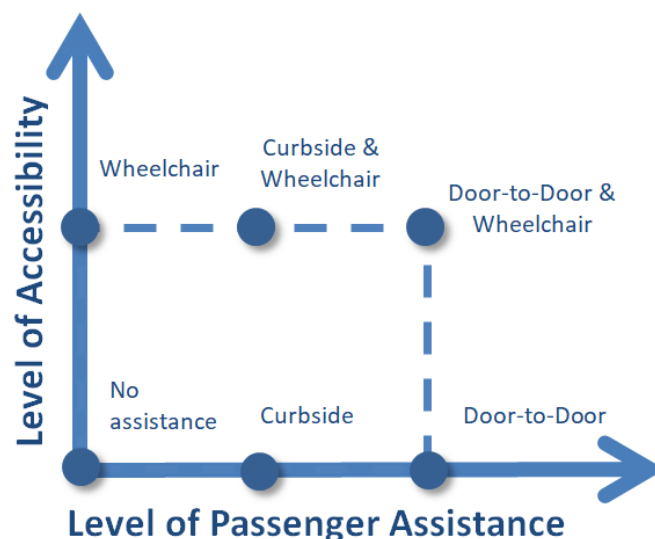 Level of Accessibility
Wheelchair
Curbside &
Wheelchair
Door-to-Door &
Wheelchair
No
assistance
Curbside
Door-to-Door
Level of Passenger Assistance